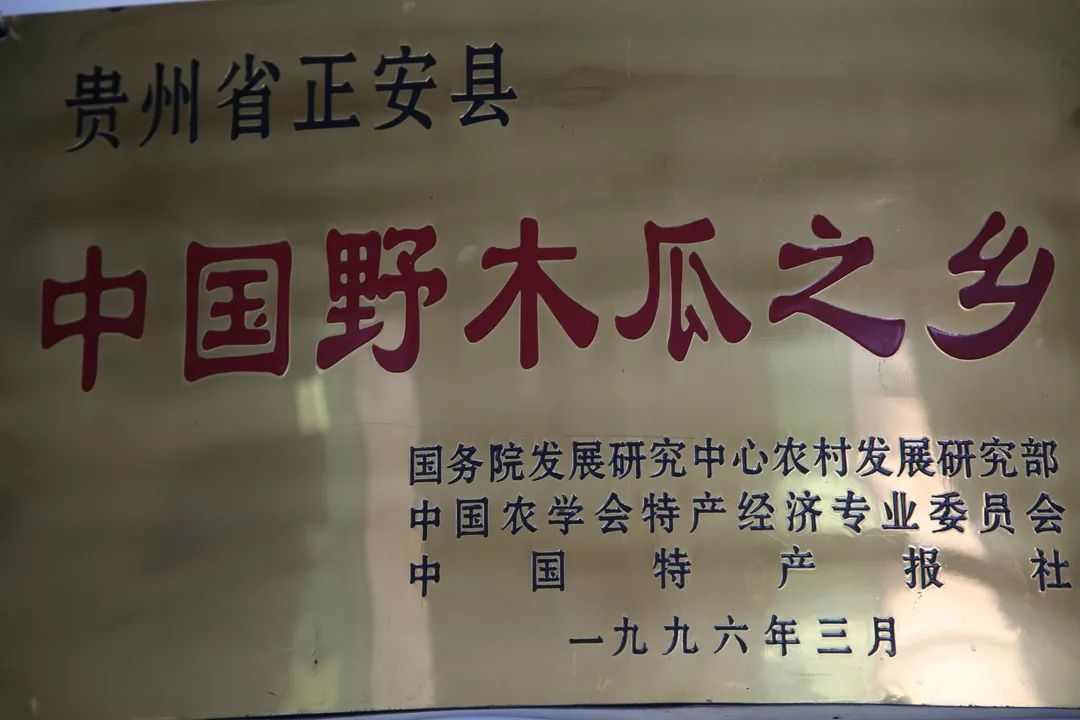 贵州省正安县
中国野木瓜之乡
国务院发展研究中心农村发展研究部
中国农学会特产经济专业委员会
中国特产报社
一九九六年三月